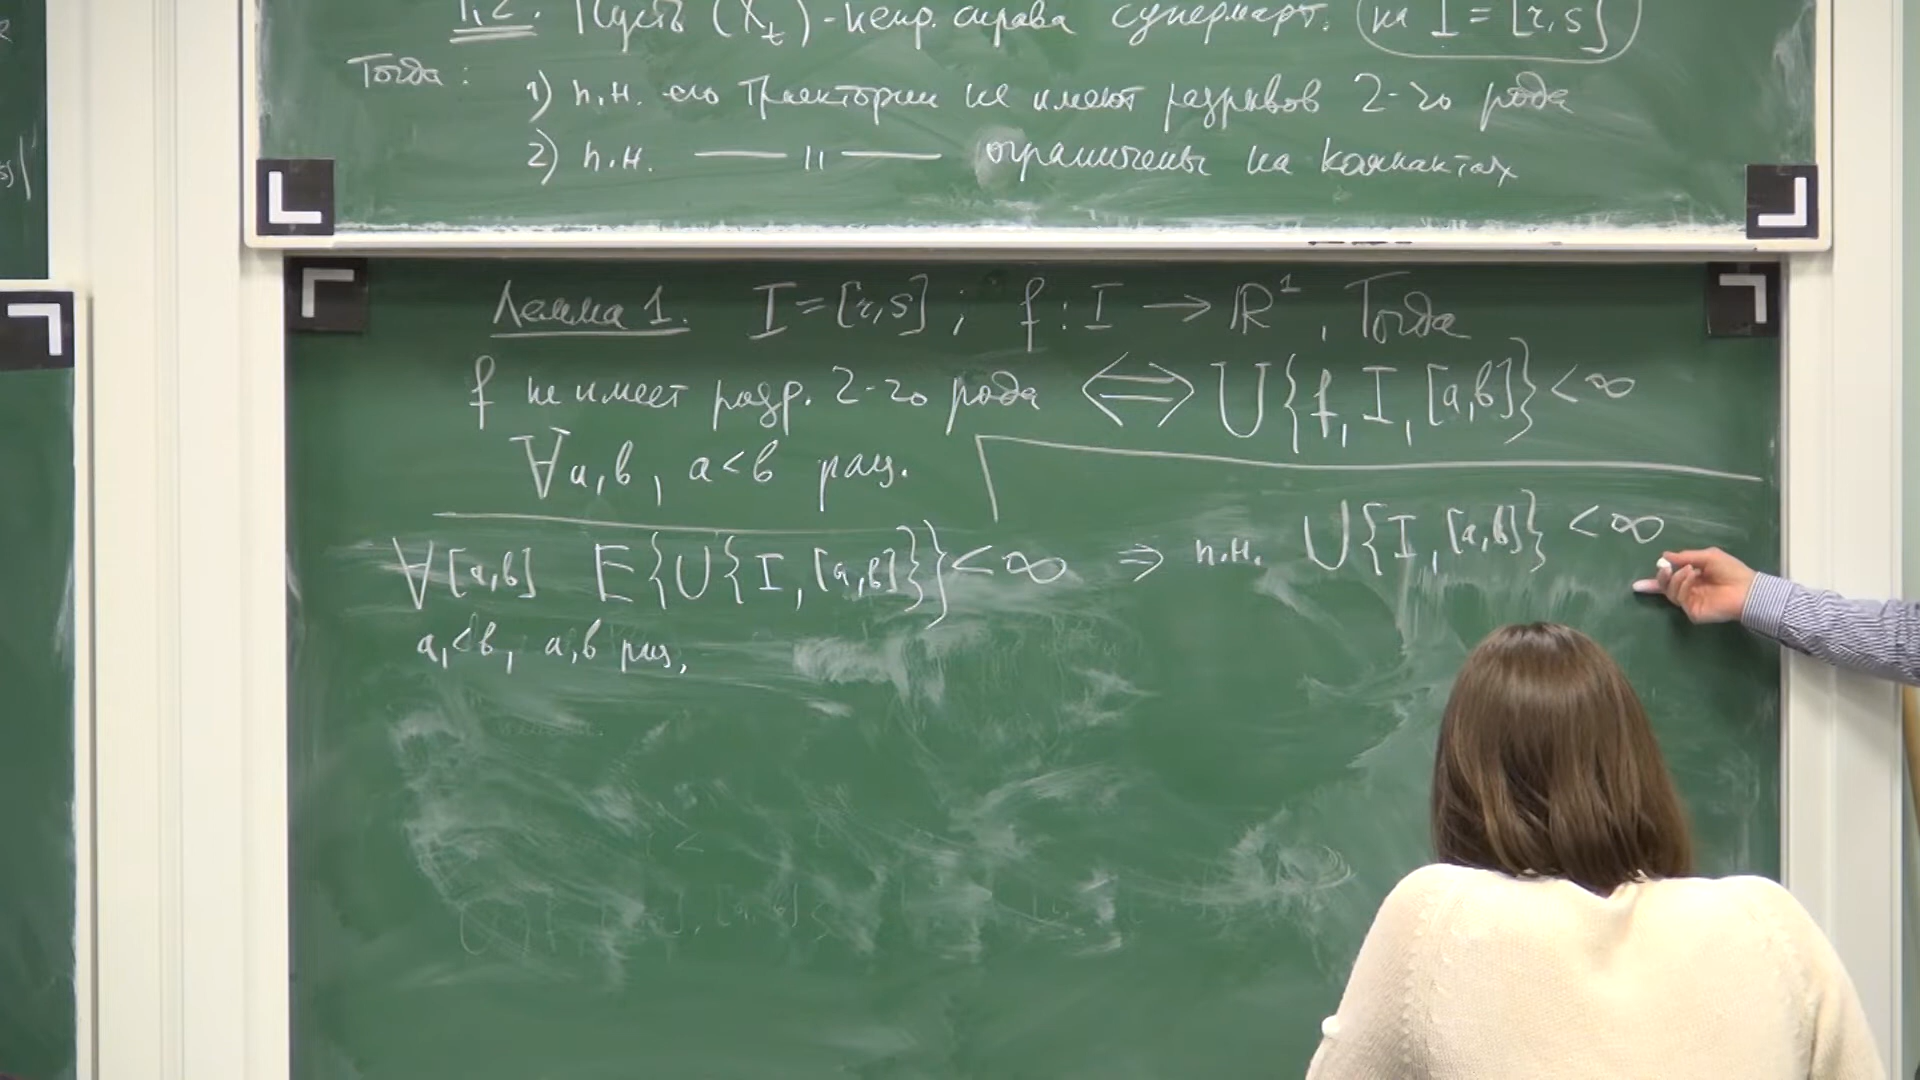 T.2. Пусть (X_t) - непр. справа супермарт. на I = [r,s]
Тогда :
1) п.н. его траектории не имеют разрывов 2-го рода
2) п.н. —— " —— ограничены на компактах
Лемма 1. I = [r,s] ; f : I → ℝ¹, Тогда
f не имеет разр. 2-го рода ⟺ U{f, I, [a,b]} < ∞
∀ a,b, a<b рац.
∀ [a,b] E{U{I, [a,b]}} < ∞ ⇒ п.н. U{I, [a,b]} < ∞
a,<b, a,b рац,
s)|